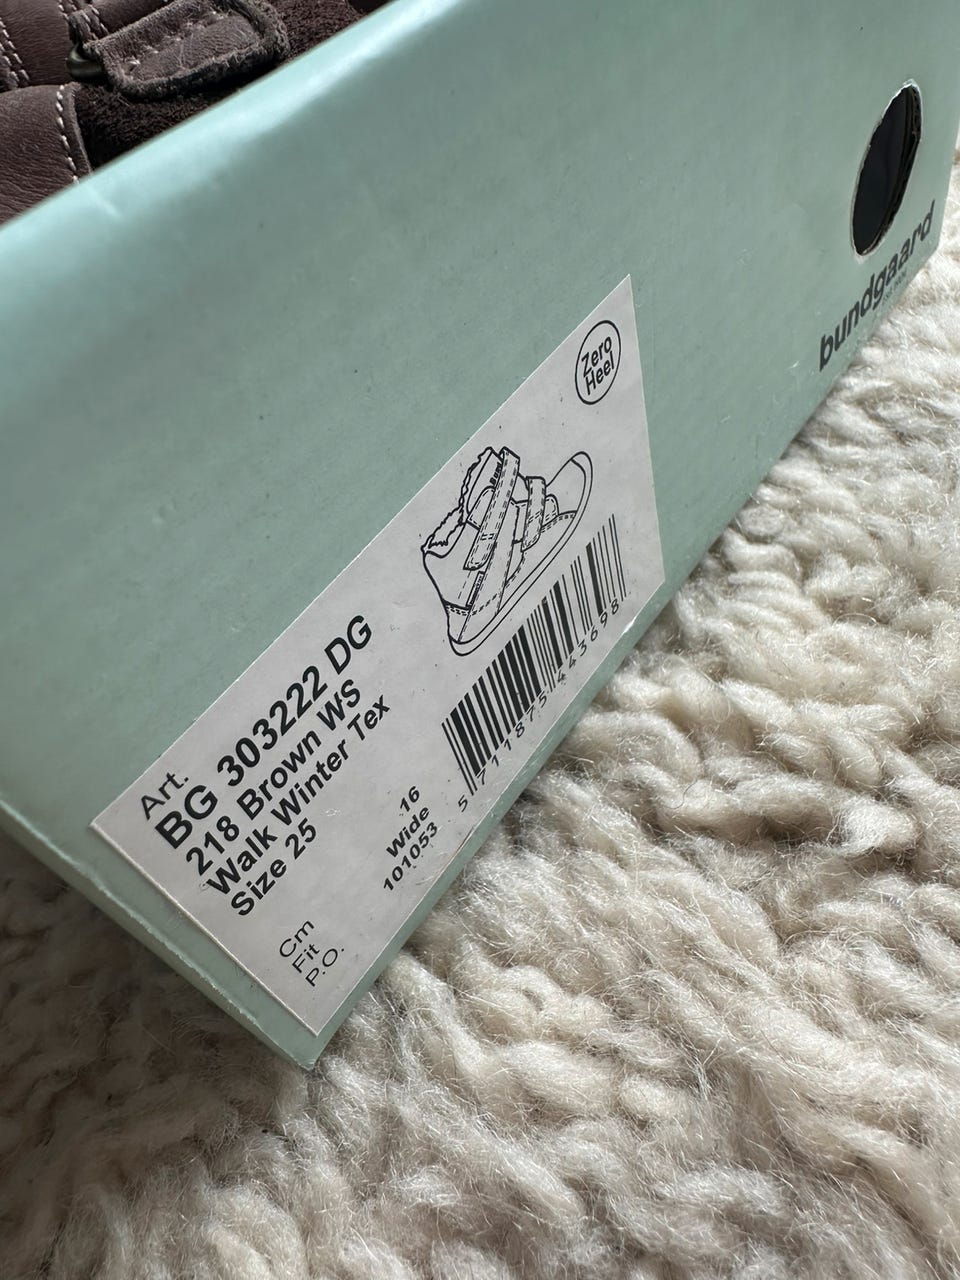 bundgaard
Zero
Heel
Art.
BG 303222 DG
218 Brown WS
Walk Winter Tex
Size 25
Cm 16
Fit Wide
P.O. 101053
5 711875 443698